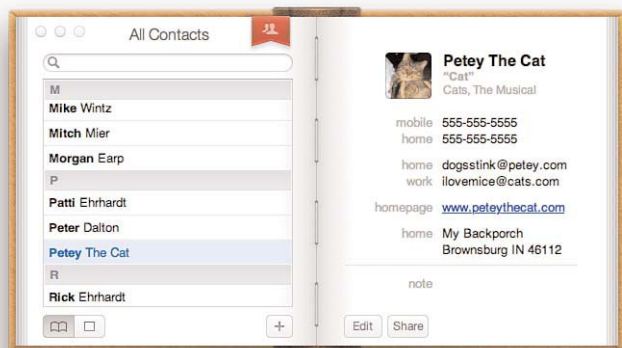 All Contacts
M
Mike Wintz
Mitch Mier
Morgan Earp
P
Patti Ehrhardt
Peter Dalton
Petey The Cat
R
Rick Ehrhardt
Petey The Cat
"Cat"
Cats, The Musical
mobile 555-555-5555
home 555-555-5555
home dogsstink@petey.com
work ilovemice@cats.com
homepage www.peteythecat.com
home My Backporch
Brownsburg IN 46112
note
Edit Share